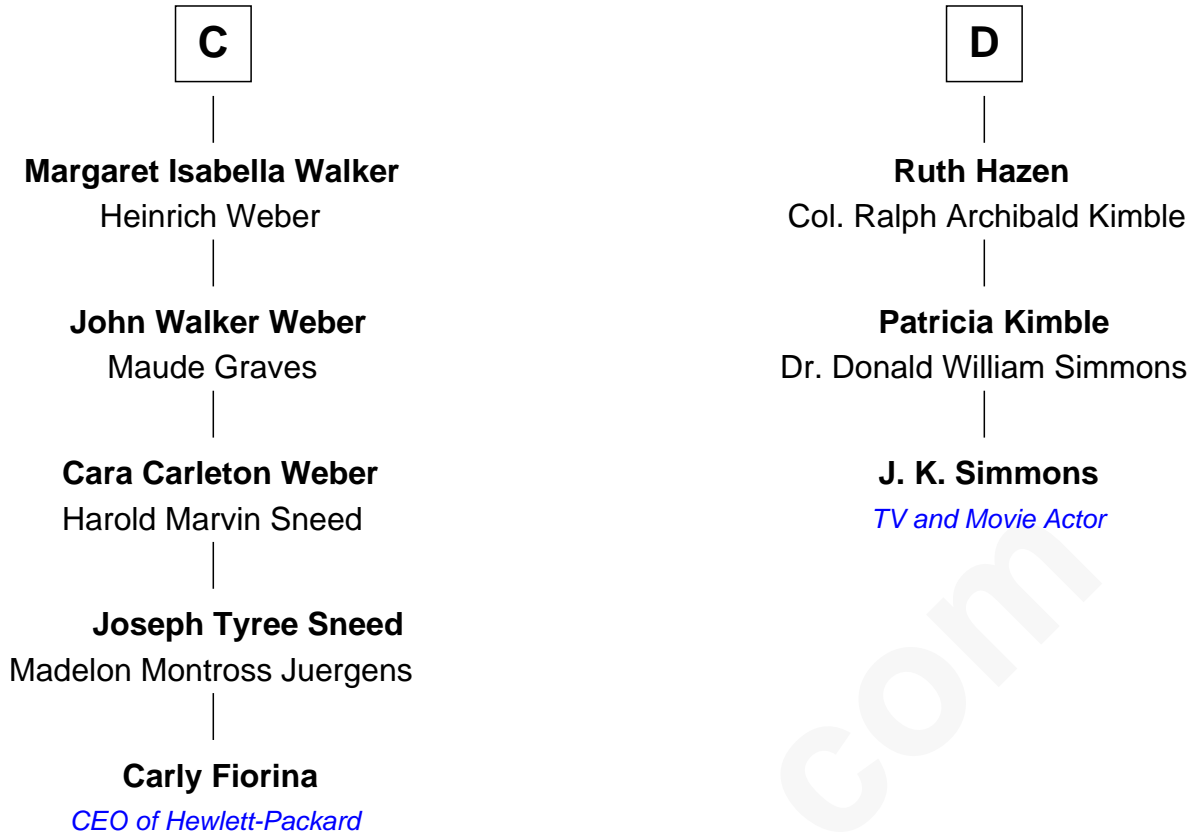 C
Margaret Isabella Walker
Heinrich Weber
John Walker Weber
Maude Graves
Cara Carleton Weber
Harold Marvin Sneed
Joseph Tyree Sneed
Madelon Montross Juergens
Carly Fiorina
CEO of Hewlett-Packard
D
Ruth Hazen
Col. Ralph Archibald Kimble
Patricia Kimble
Dr. Donald William Simmons
J. K. Simmons
TV and Movie Actor
com